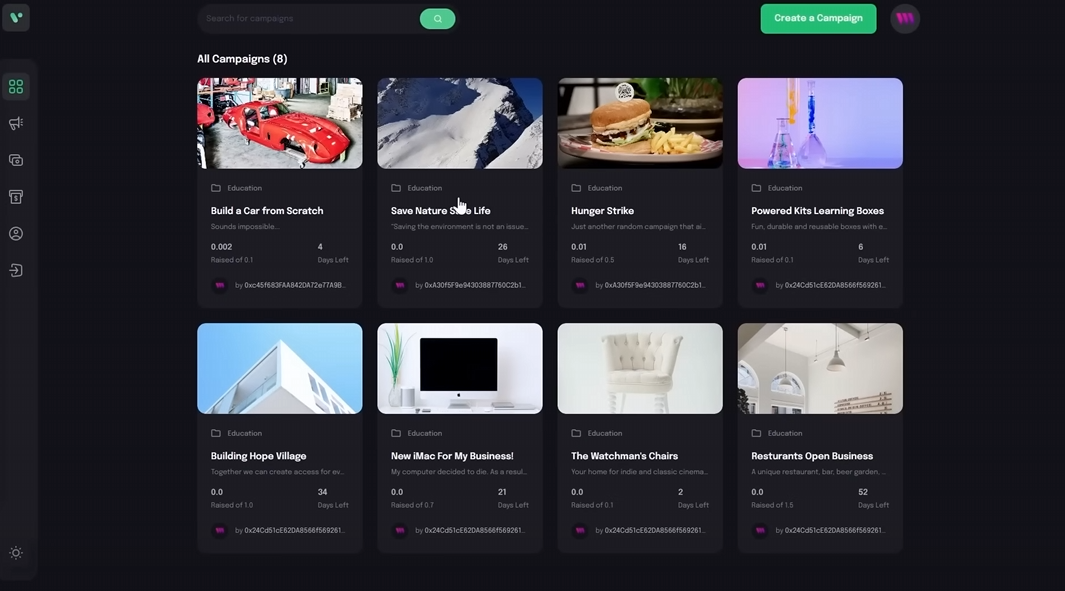 Search for campaigns
Create a Campaign
All Campaigns (8)
Education
Build a Car from Scratch
Sounds impossible...
0.002 4
Raised of 0.1 Days Left
by 0xc45f683FAA842DA72e77A9B...
Education
Save Nature Life
"Saving the environment is not an issue...
0.0 26
Raised of 1.0 Days Left
by 0xA30f5F9e94303887760C2b1...
Education
Hunger Strike
Just another random campaign that ai...
0.01 16
Raised of 0.5 Days Left
by 0xA30f5F9e94303887760C2b1...
Education
Powered Kits Learning Boxes
Fun, durable and reusable boxes with e...
0.01 6
Raised of 0.1 Days Left
by 0x24Cd51cE62DA8566f569261...
Education
Building Hope Village
Together we can create access for ev...
0.0 34
Raised of 1.0 Days Left
by 0x24Cd51cE62DA8566f569261...
Education
New iMac For My Business!
My computer decided to die. As a resul...
0.0 21
Raised of 0.7 Days Left
by 0x24Cd51cE62DA8566f569261...
Education
The Watchman's Chairs
Your home for indie and classic cinema...
0.0 2
Raised of 0.1 Days Left
by 0x24Cd51cE62DA8566f569261...
Education
Resturants Open Business
A unique restaurant, bar, beer garden, ...
0.0 52
Raised of 1.5 Days Left
by 0x24Cd51cE62DA8566f569261...